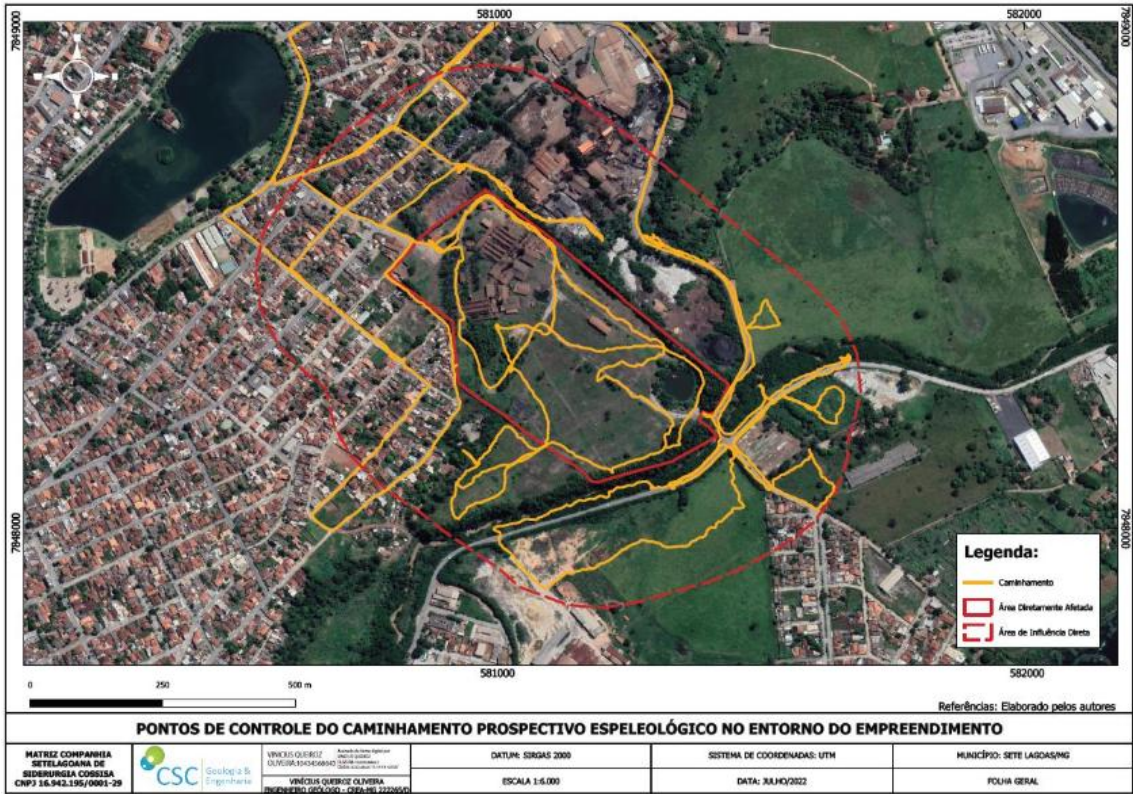 581000
582000
7849000
7849000
7848000
7848000
Legenda:
Caminhamento
Área Diretamente Afetada
Área de Influência Direta
581000
582000
0 250 500 m
Referências: Elaborado pelos autores
PONTOS DE CONTROLE DO CAMINHAMENTO PROSPECTIVO ESPELEOLÓGICO NO ENTORNO DO EMPREENDIMENTO
MATRIZ COMPANHIA
SETELAGOANA DE
SIDERURGIA COSSISA
CNPJ 16.942.195/0001-29
CSC Geologia &
Engenharia
VINICIUS QUEIROZ
VINÍCIUS QUEIROZ OLIVEIRA
ENGENHEIRO GEÓLOGO - CREA-MG
DATUM: SIRGAS 2000
ESCALA 1:6.000
SISTEMA DE COORDENADAS: UTM
DATA: JULHO/2022
MUNICÍPIO: SETE LAGOAS/MG
FOLHA GERAL